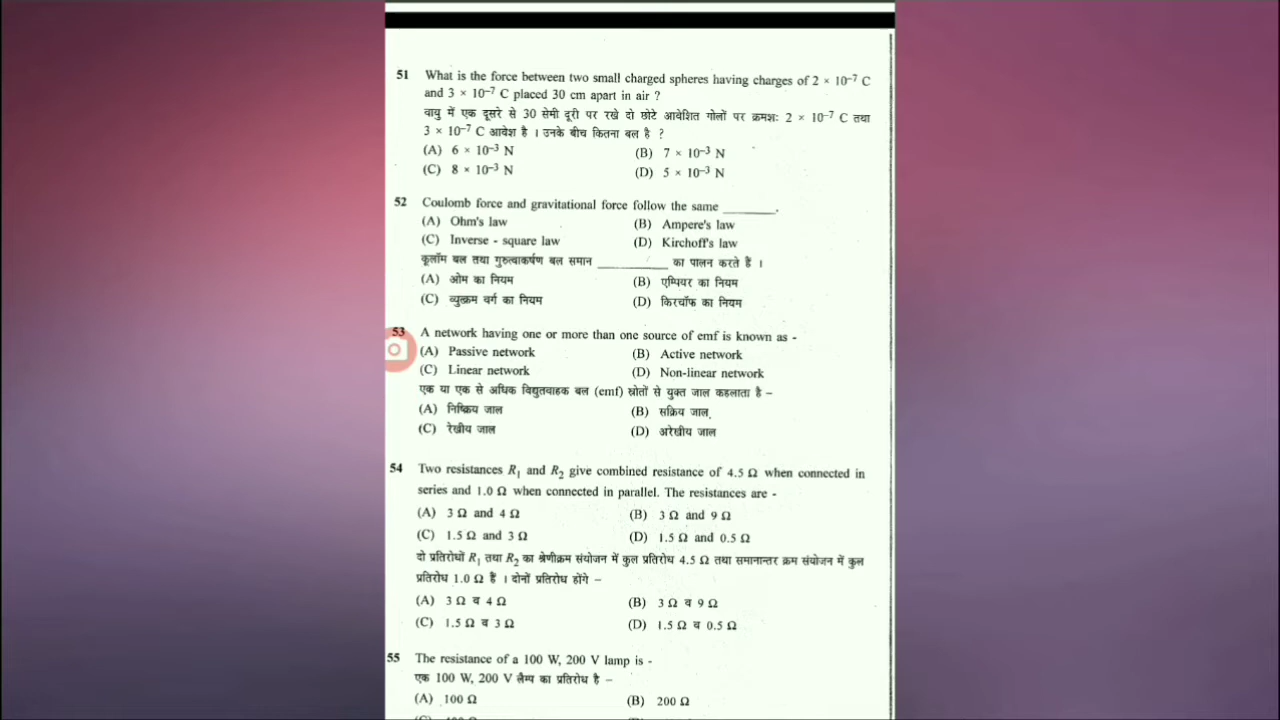 51 What is the force between two small charged spheres having charges of 2 × 10⁻⁷ C
and 3 × 10⁻⁷ C placed 30 cm apart in air ?
वायु में एक दूसरे से 30 सेमी दूरी पर रखे दो छोटे आवेशित गोलों पर क्रमशः 2 × 10⁻⁷ C तथा
3 × 10⁻⁷ C आवेश है । उनके बीच कितना बल है ?
(A) 6 × 10⁻³ N (B) 7 × 10⁻³ N
(C) 8 × 10⁻³ N (D) 5 × 10⁻³ N
52 Coulomb force and gravitational force follow the same ________.
(A) Ohm's law (B) Ampere's law
(C) Inverse - square law (D) Kirchoff's law
कूलॉम बल तथा गुरुत्वाकर्षण बल समान ________ का पालन करते हैं ।
(A) ओम का नियम (B) एम्पियर का नियम
(C) व्युत्क्रम वर्ग का नियम (D) किरचॉफ का नियम
53 A network having one or more than one source of emf is known as -
(A) Passive network (B) Active network
(C) Linear network (D) Non-linear network
एक या एक से अधिक विद्युतवाहक बल (emf) स्रोतों से युक्त जाल कहलाता है –
(A) निष्क्रिय जाल (B) सक्रिय जाल
(C) रेखीय जाल (D) अरेखीय जाल
54 Two resistances R₁ and R₂ give combined resistance of 4.5 Ω when connected in
series and 1.0 Ω when connected in parallel. The resistances are -
(A) 3 Ω and 4 Ω (B) 3 Ω and 9 Ω
(C) 1.5 Ω and 3 Ω (D) 1.5 Ω and 0.5 Ω
दो प्रतिरोधों R₁ तथा R₂ का श्रेणीक्रम संयोजन में कुल प्रतिरोध 4.5 Ω तथा समानान्तर क्रम संयोजन में कुल
प्रतिरोध 1.0 Ω हैं । दोनों प्रतिरोध होंगे –
(A) 3 Ω व 4 Ω (B) 3 Ω व 9 Ω
(C) 1.5 Ω व 3 Ω (D) 1.5 Ω व 0.5 Ω
55 The resistance of a 100 W, 200 V lamp is -
एक 100 W, 200 V लैम्प का प्रतिरोध है –
(A) 100 Ω (B) 200 Ω